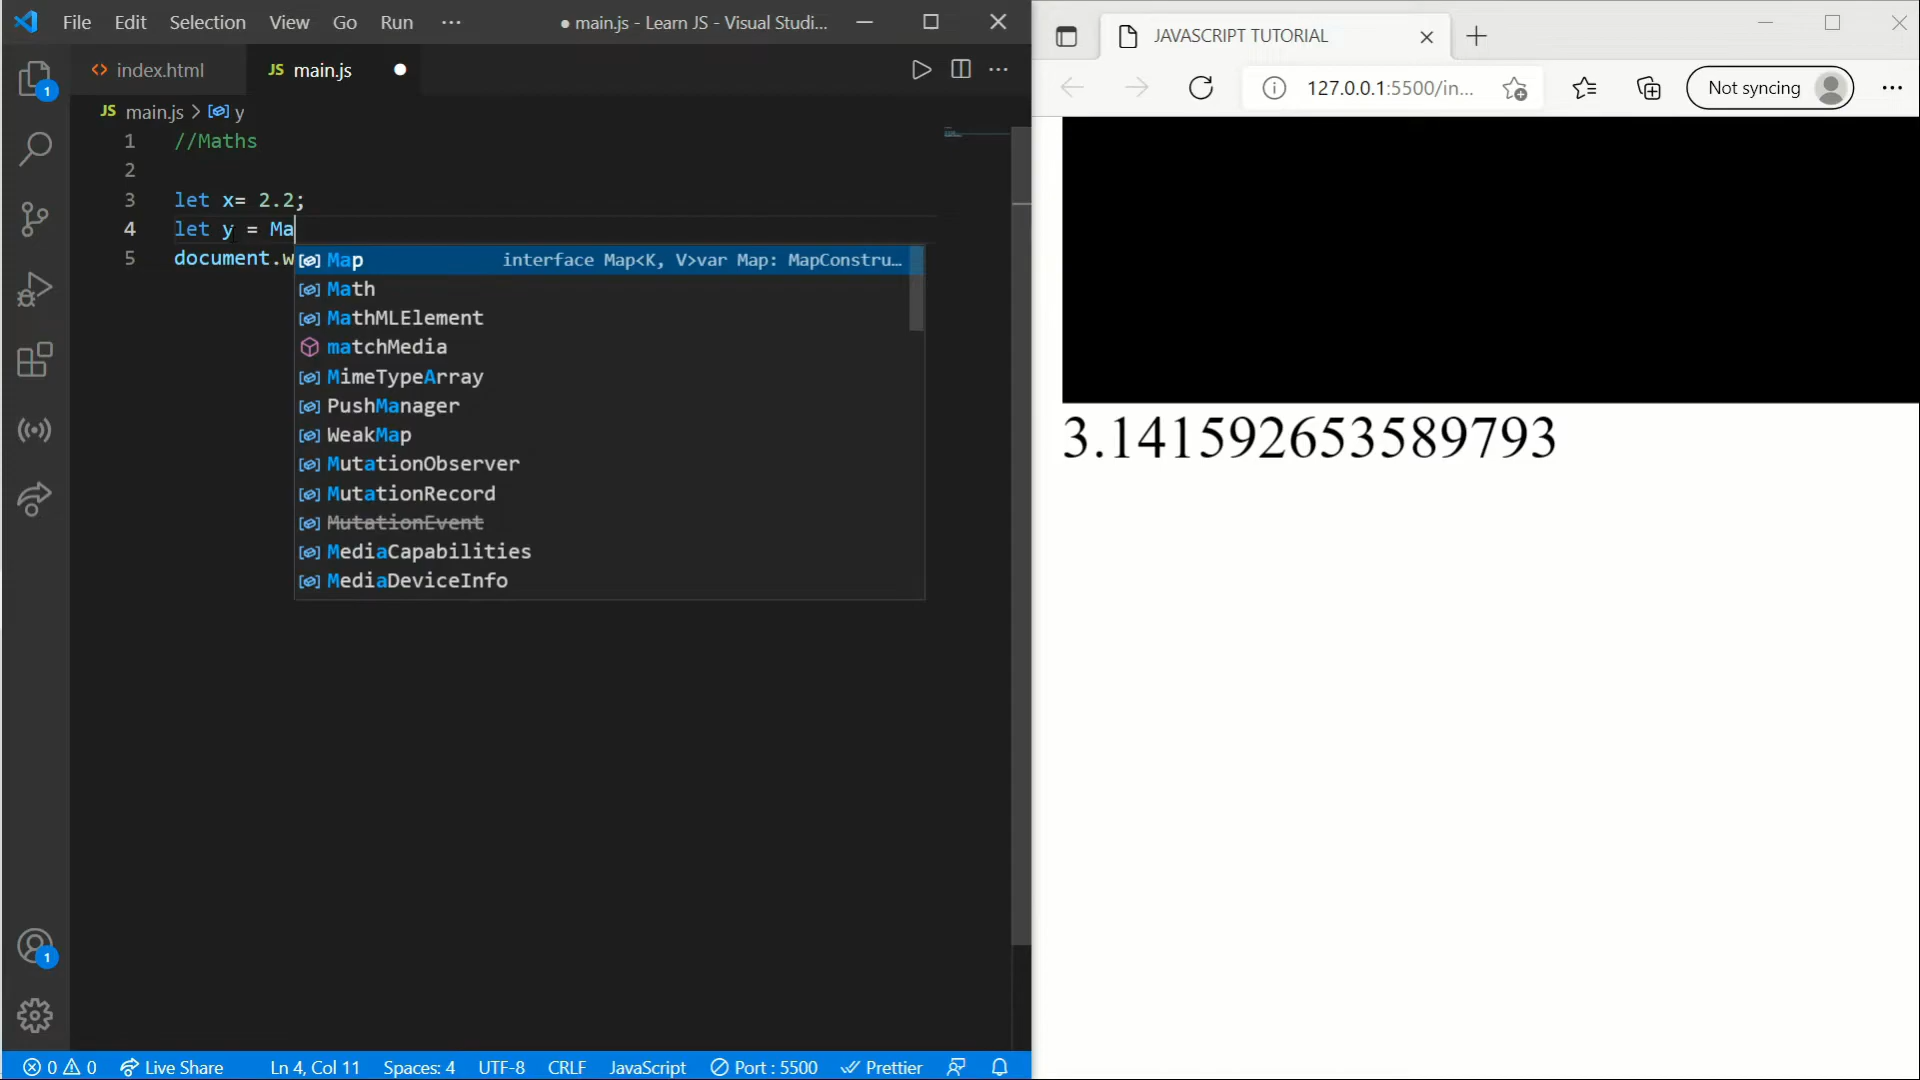 File Edit Selection View Go Run ··· ● main.js - Learn JS - Visual Studi...
index.html JS main.js
JS main.js > y
1 //Maths
2
3 let x= 2.2;
4 let y = Ma
5 document.w
Map interface Map<K, V>var Map: MapConstru…
Math
MathMLElement
matchMedia
MimeTypeArray
PushManager
WeakMap
MutationObserver
MutationRecord
MutationEvent
MediaCapabilities
MediaDeviceInfo
1
1
0 0 Live Share Ln 4, Col 11 Spaces: 4 UTF-8 CRLF JavaScript Port : 5500 Prettier
JAVASCRIPT TUTORIAL
127.0.0.1:5500/in... Not syncing
3.141592653589793